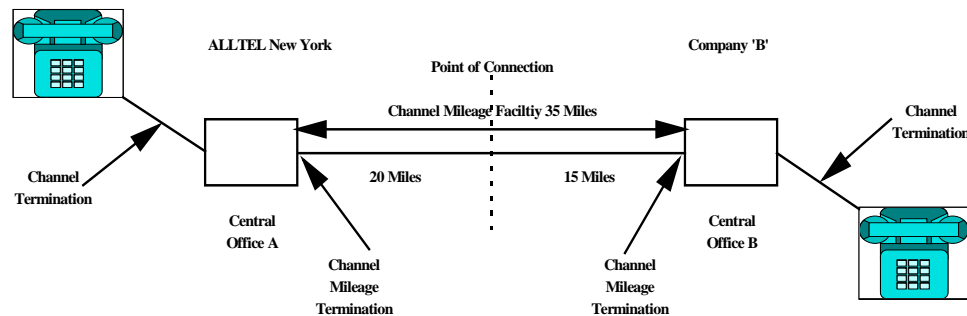 ALLTEL New York
Company 'B'
Point of Connection
Channel Mileage Faciltiy 35 Miles
Channel
Termination
Channel
Termination
20 Miles
15 Miles
Central
Office A
Central
Office B
Channel
Mileage
Termination
Channel
Mileage
Termination